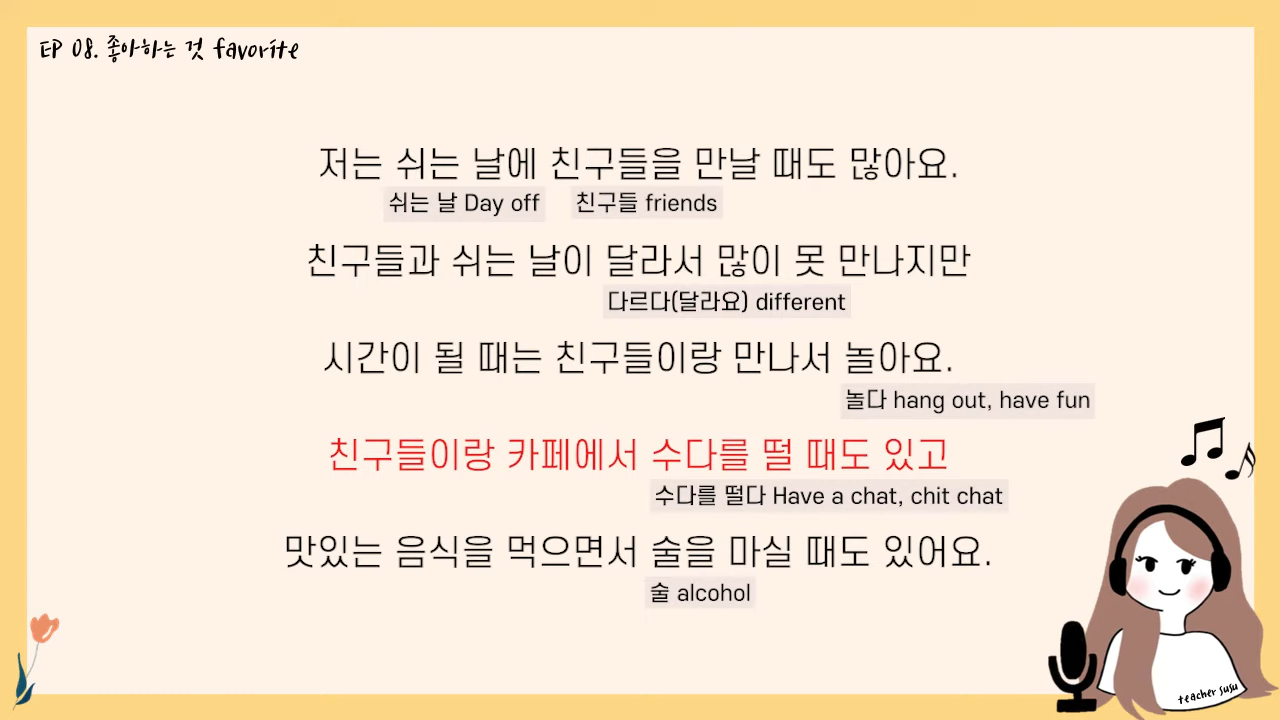 EP 08. 좋아하는 것 favorite
저는 쉬는 날에 친구들을 만날 때도 많아요.
쉬는 날 Day off
친구들 friends
친구들과 쉬는 날이 달라서 많이 못 만나지만
다르다(달라요) different
시간이 될 때는 친구들이랑 만나서 놀아요.
놀다 hang out, have fun
친구들이랑 카페에서 수다를 떨 때도 있고
수다를 떨다 Have a chat, chit chat
맛있는 음식을 먹으면서 술을 마실 때도 있어요.
술 alcohol
teacher susu